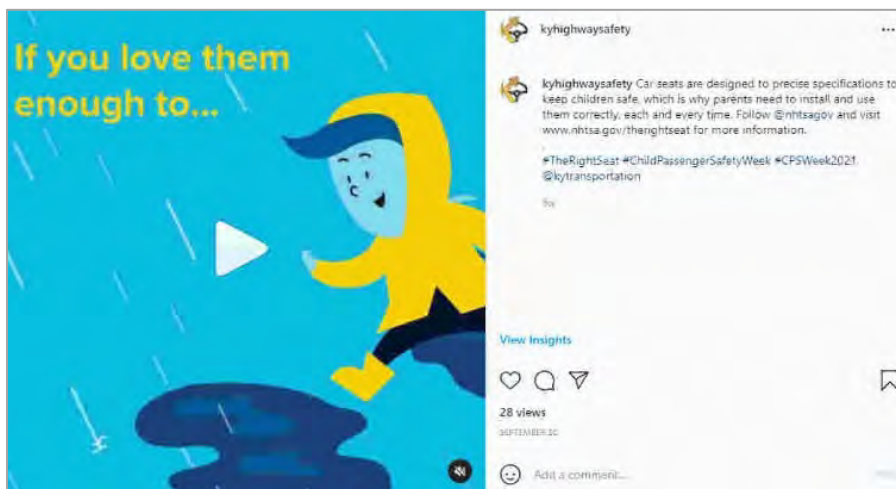 If you love them
enough to...
kyhighwaysafety
kyhighwaysafety Car seats are designed to precise specifications to
keep children safe, which is why parents need to install and use
them correctly, each and every time. Follow @nhtsagov and visit
www.nhtsa.gov/therightseat for more information.
.
#TheRightSeat #ChildPassengerSafetyWeek #CPSWeek2021
@kytransportation
View Insights
28 views
SEPTEMBER
Add a comment...